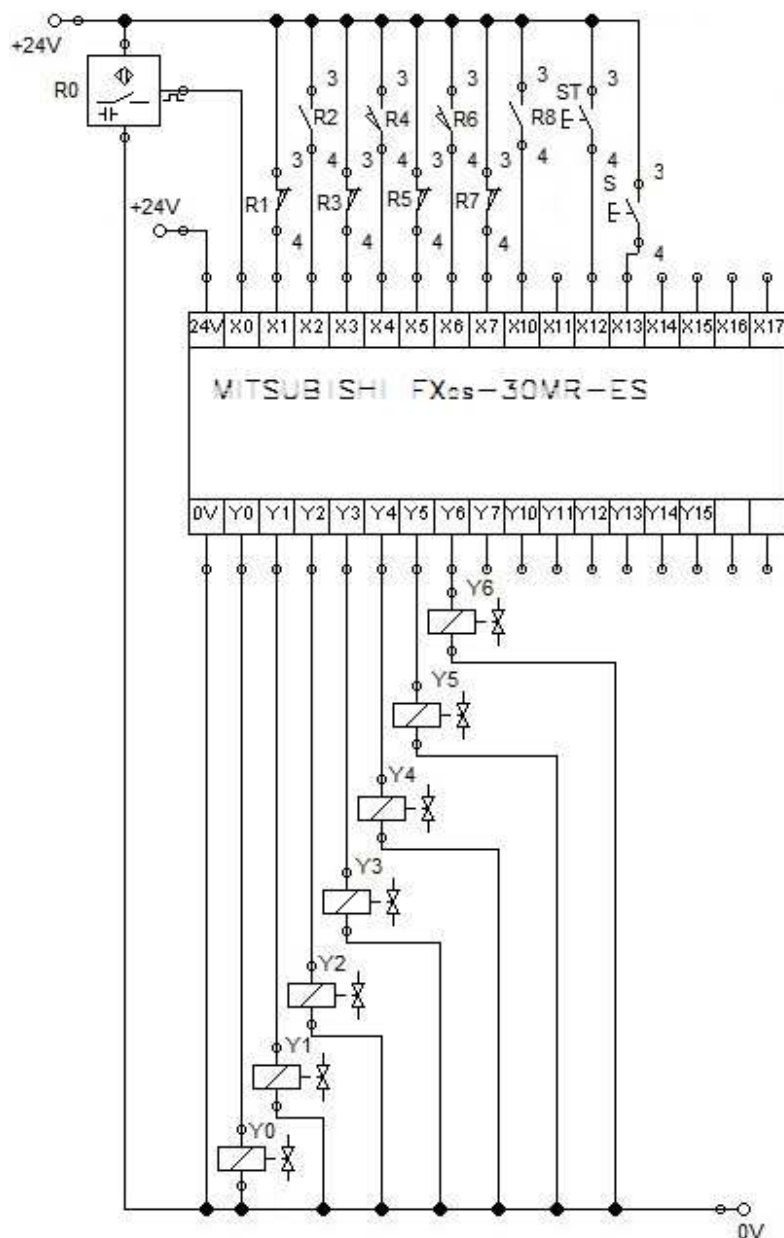 +24V
R0
3 3 3 3 3
R2 R4 R6 R8 ST
4 4 4 4 4
3 3 3 3 3
R1 R3 R5 R7 S
4 4 4 4 4
+24V
24V X0 X1 X2 X3 X4 X5 X6 X7 X10 X11 X12 X13 X14 X15 X16 X17
MITSUBISHI FXos-30MR-ES
0V Y0 Y1 Y2 Y3 Y4 Y5 Y6 Y7 Y10 Y11 Y12 Y13 Y14 Y15
Y6
Y5
Y4
Y3
Y2
Y1
Y0
0V